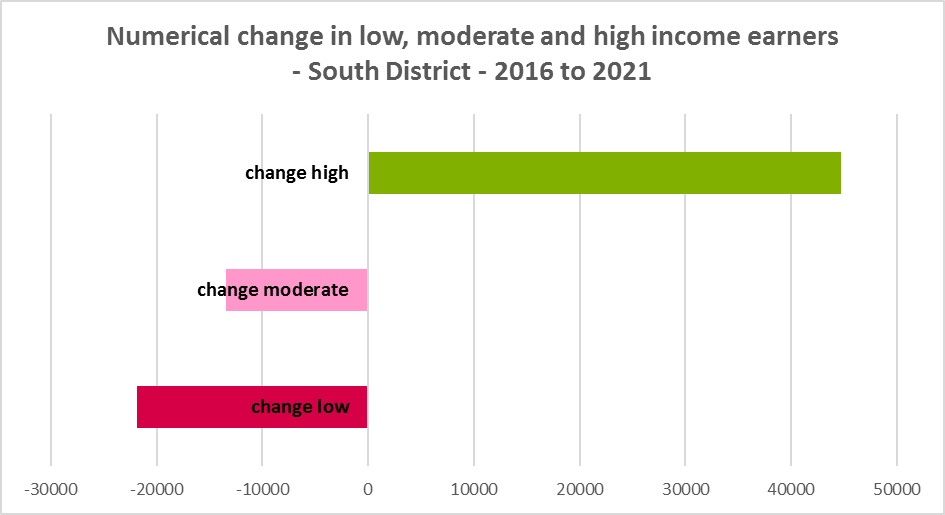 Numerical change in low, moderate and high income earners
- South District - 2016 to 2021
change high
change moderate
change low
-30000 -20000 -10000 0 10000 20000 30000 40000 50000